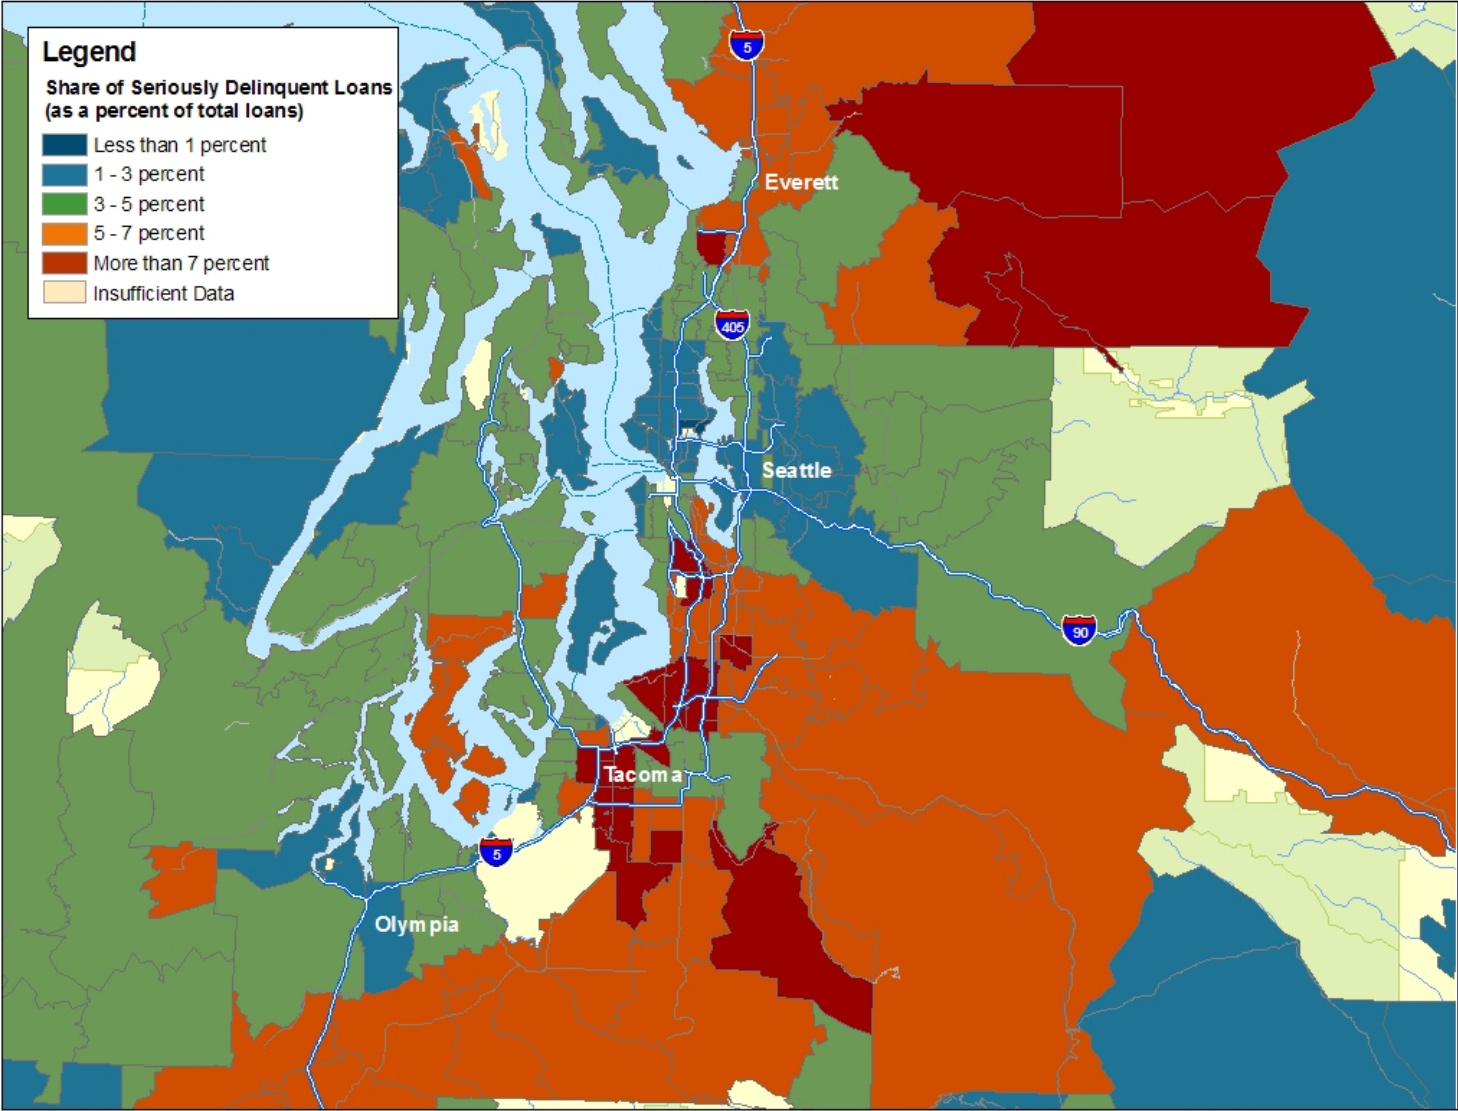 Legend
Share of Seriously Delinquent Loans
(as a percent of total loans)
Less than 1 percent
1 - 3 percent
3 - 5 percent
5 - 7 percent
More than 7 percent
Insufficient Data
5
Everett
405
Seattle
90
Tacoma
5
Olympia